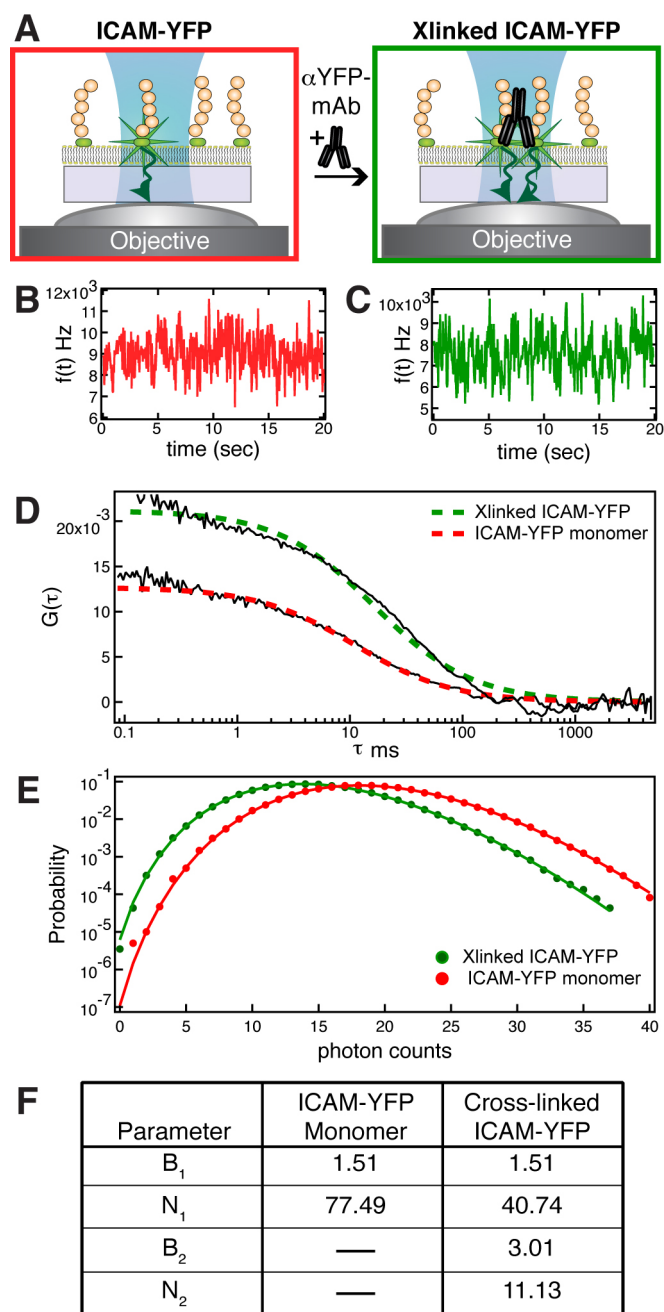 A
ICAM-YFP
Xlinked ICAM-YFP
αYFP-
mAb
+
Objective
Objective
B
12x10³
11
10
9
8
7
6
f(t) Hz
0
5
10
15
20
time (sec)
C
10x10³
8
7
6
5
f(t) Hz
0
5
10
15
20
time (sec)
D
20x10⁻³
15
10
5
0
G(τ)
Xlinked ICAM-YFP
ICAM-YFP monomer
0.1
1
10
100
1000
τ ms
E
10⁻¹
10⁻²
10⁻³
10⁻⁴
10⁻⁵
10⁻⁶
10⁻⁷
Probability
Xlinked ICAM-YFP
ICAM-YFP monomer
0
5
10
15
20
25
30
35
40
photon counts
F
Parameter
ICAM-YFP
Monomer
Cross-linked
ICAM-YFP
B₁
1.51
1.51
N₁
77.49
40.74
B₂
—
3.01
N₂
—
11.13